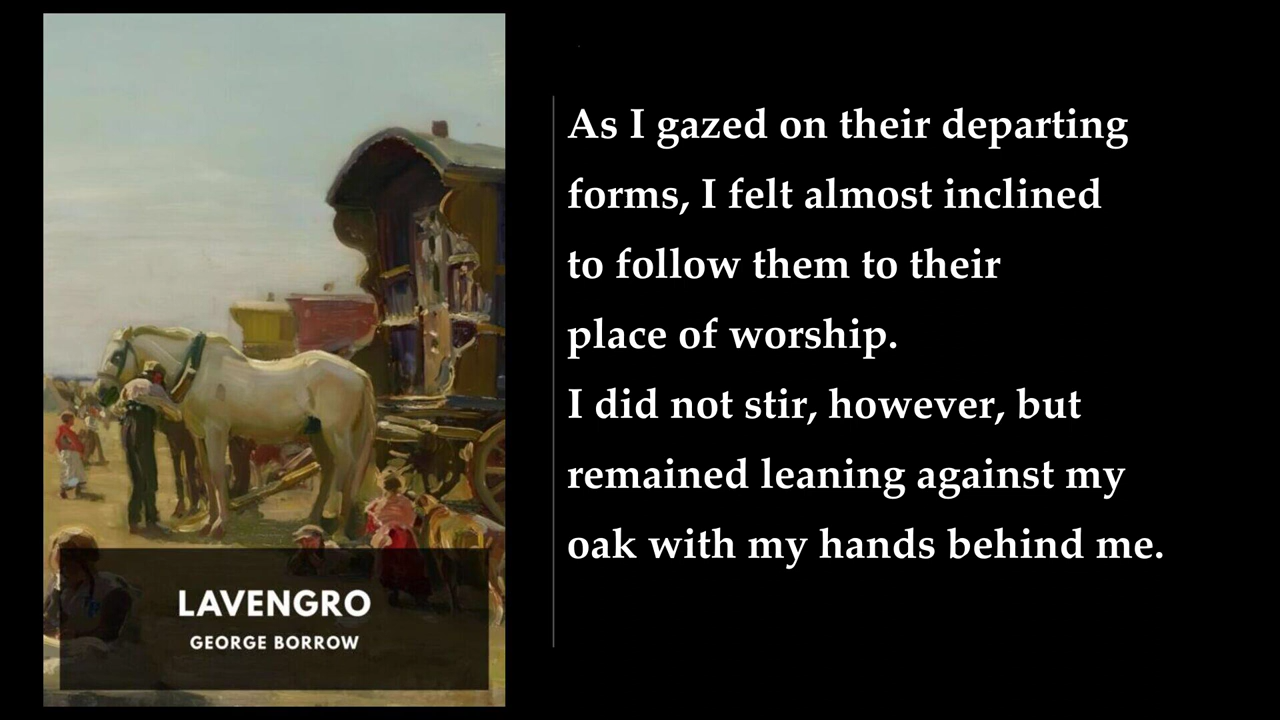 LAVENGRO
GEORGE BORROW
As I gazed on their departing
forms, I felt almost inclined
to follow them to their
place of worship.
I did not stir, however, but
remained leaning against my
oak with my hands behind me.